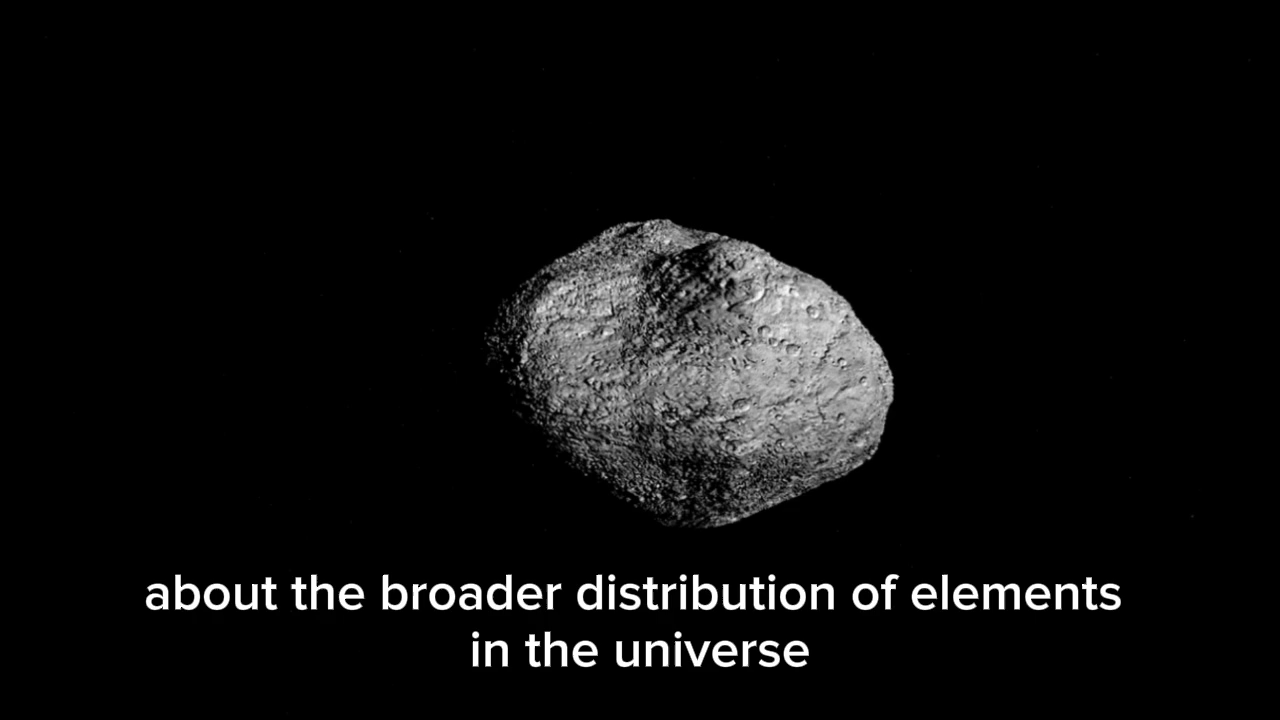 about the broader distribution of elements
in the universe